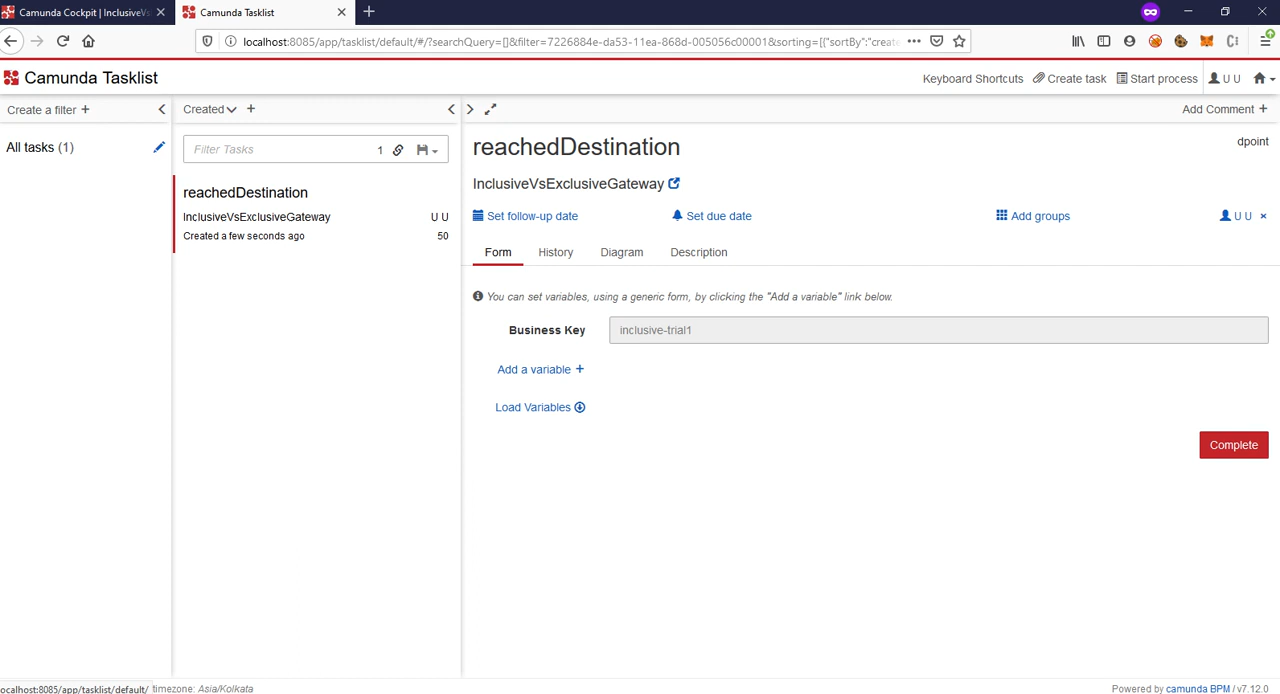 Camunda Cockpit | InclusiveVs
Camunda Tasklist
localhost:8085/app/tasklist/default/#/?searchQuery=[]&filter=7226884e-da53-11ea-868d-005056c00001&sorting=[{"sortBy":"create
Camunda Tasklist
Keyboard Shortcuts
Create task
Start process
U U
Create a filter +
Created
Add Comment +
All tasks (1)
Filter Tasks
1
reachedDestination
InclusiveVsExclusiveGateway
U U
Created a few seconds ago
50
reachedDestination
dpoint
InclusiveVsExclusiveGateway
Set follow-up date
Set due date
Add groups
U U ×
Form
History
Diagram
Description
You can set variables, using a generic form, by clicking the "Add a variable" link below.
Business Key
inclusive-trial1
Add a variable +
Load Variables
Complete
ocalhost:8085/app/tasklist/default/
timezone: Asia/Kolkata
Powered by camunda BPM / v7.12.0